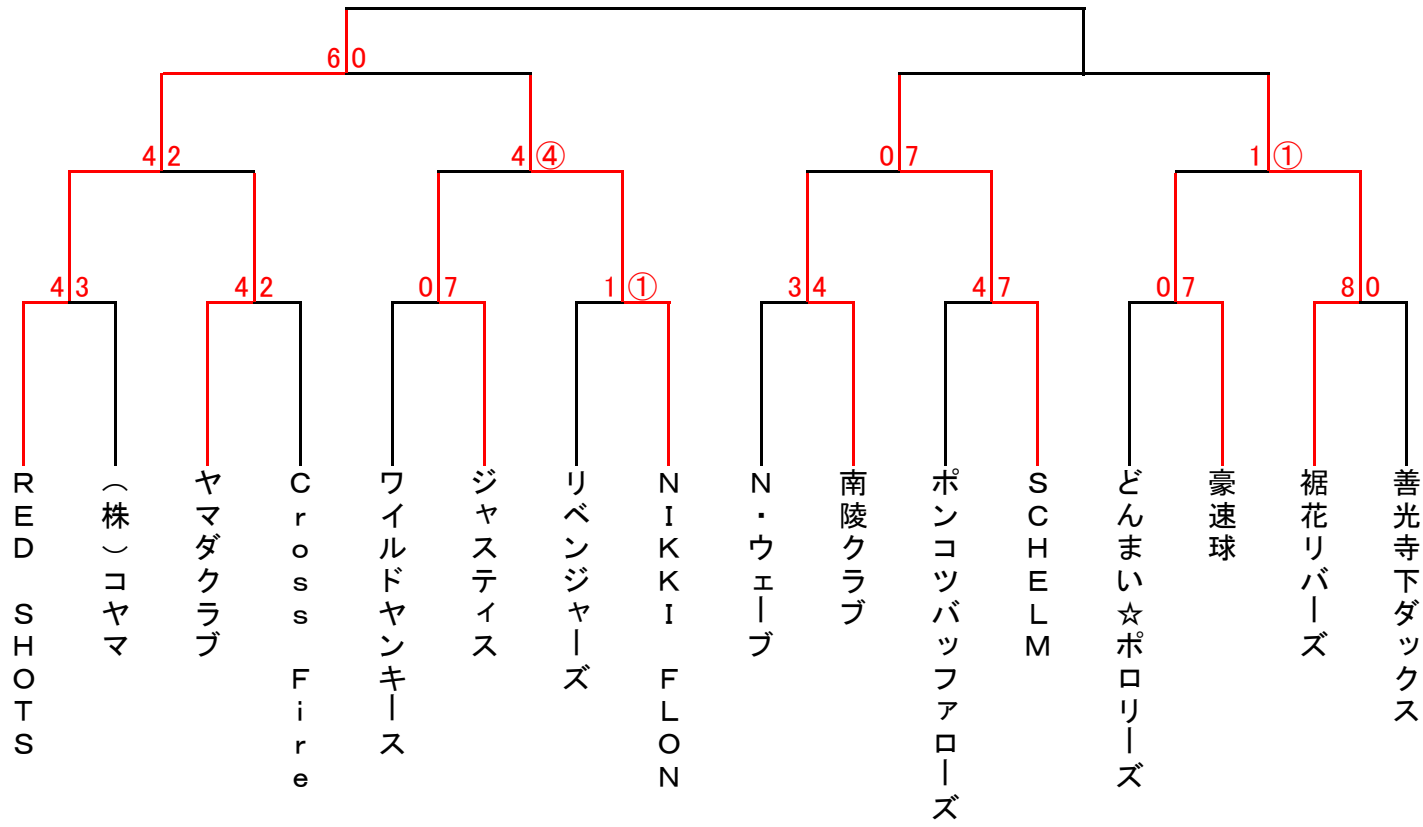 6 0
4 2
4 ④
0 7
1 ①
4 3
4 2
0 7
1 ①
3 4
4 7
0 7
8 0
RED SHOTS
(株)コヤマ
ヤマダクラブ
Cross Fire
ワイルドヤンキース
ジャスティス
リベンジャーズ
NIKKI FLON
N・ウェーブ
南陵クラブ
ポンコツバッファローズ
SCHELM
どんまい☆ポロリーズ
豪速球
裾花リバーズ
善光寺下ダックス